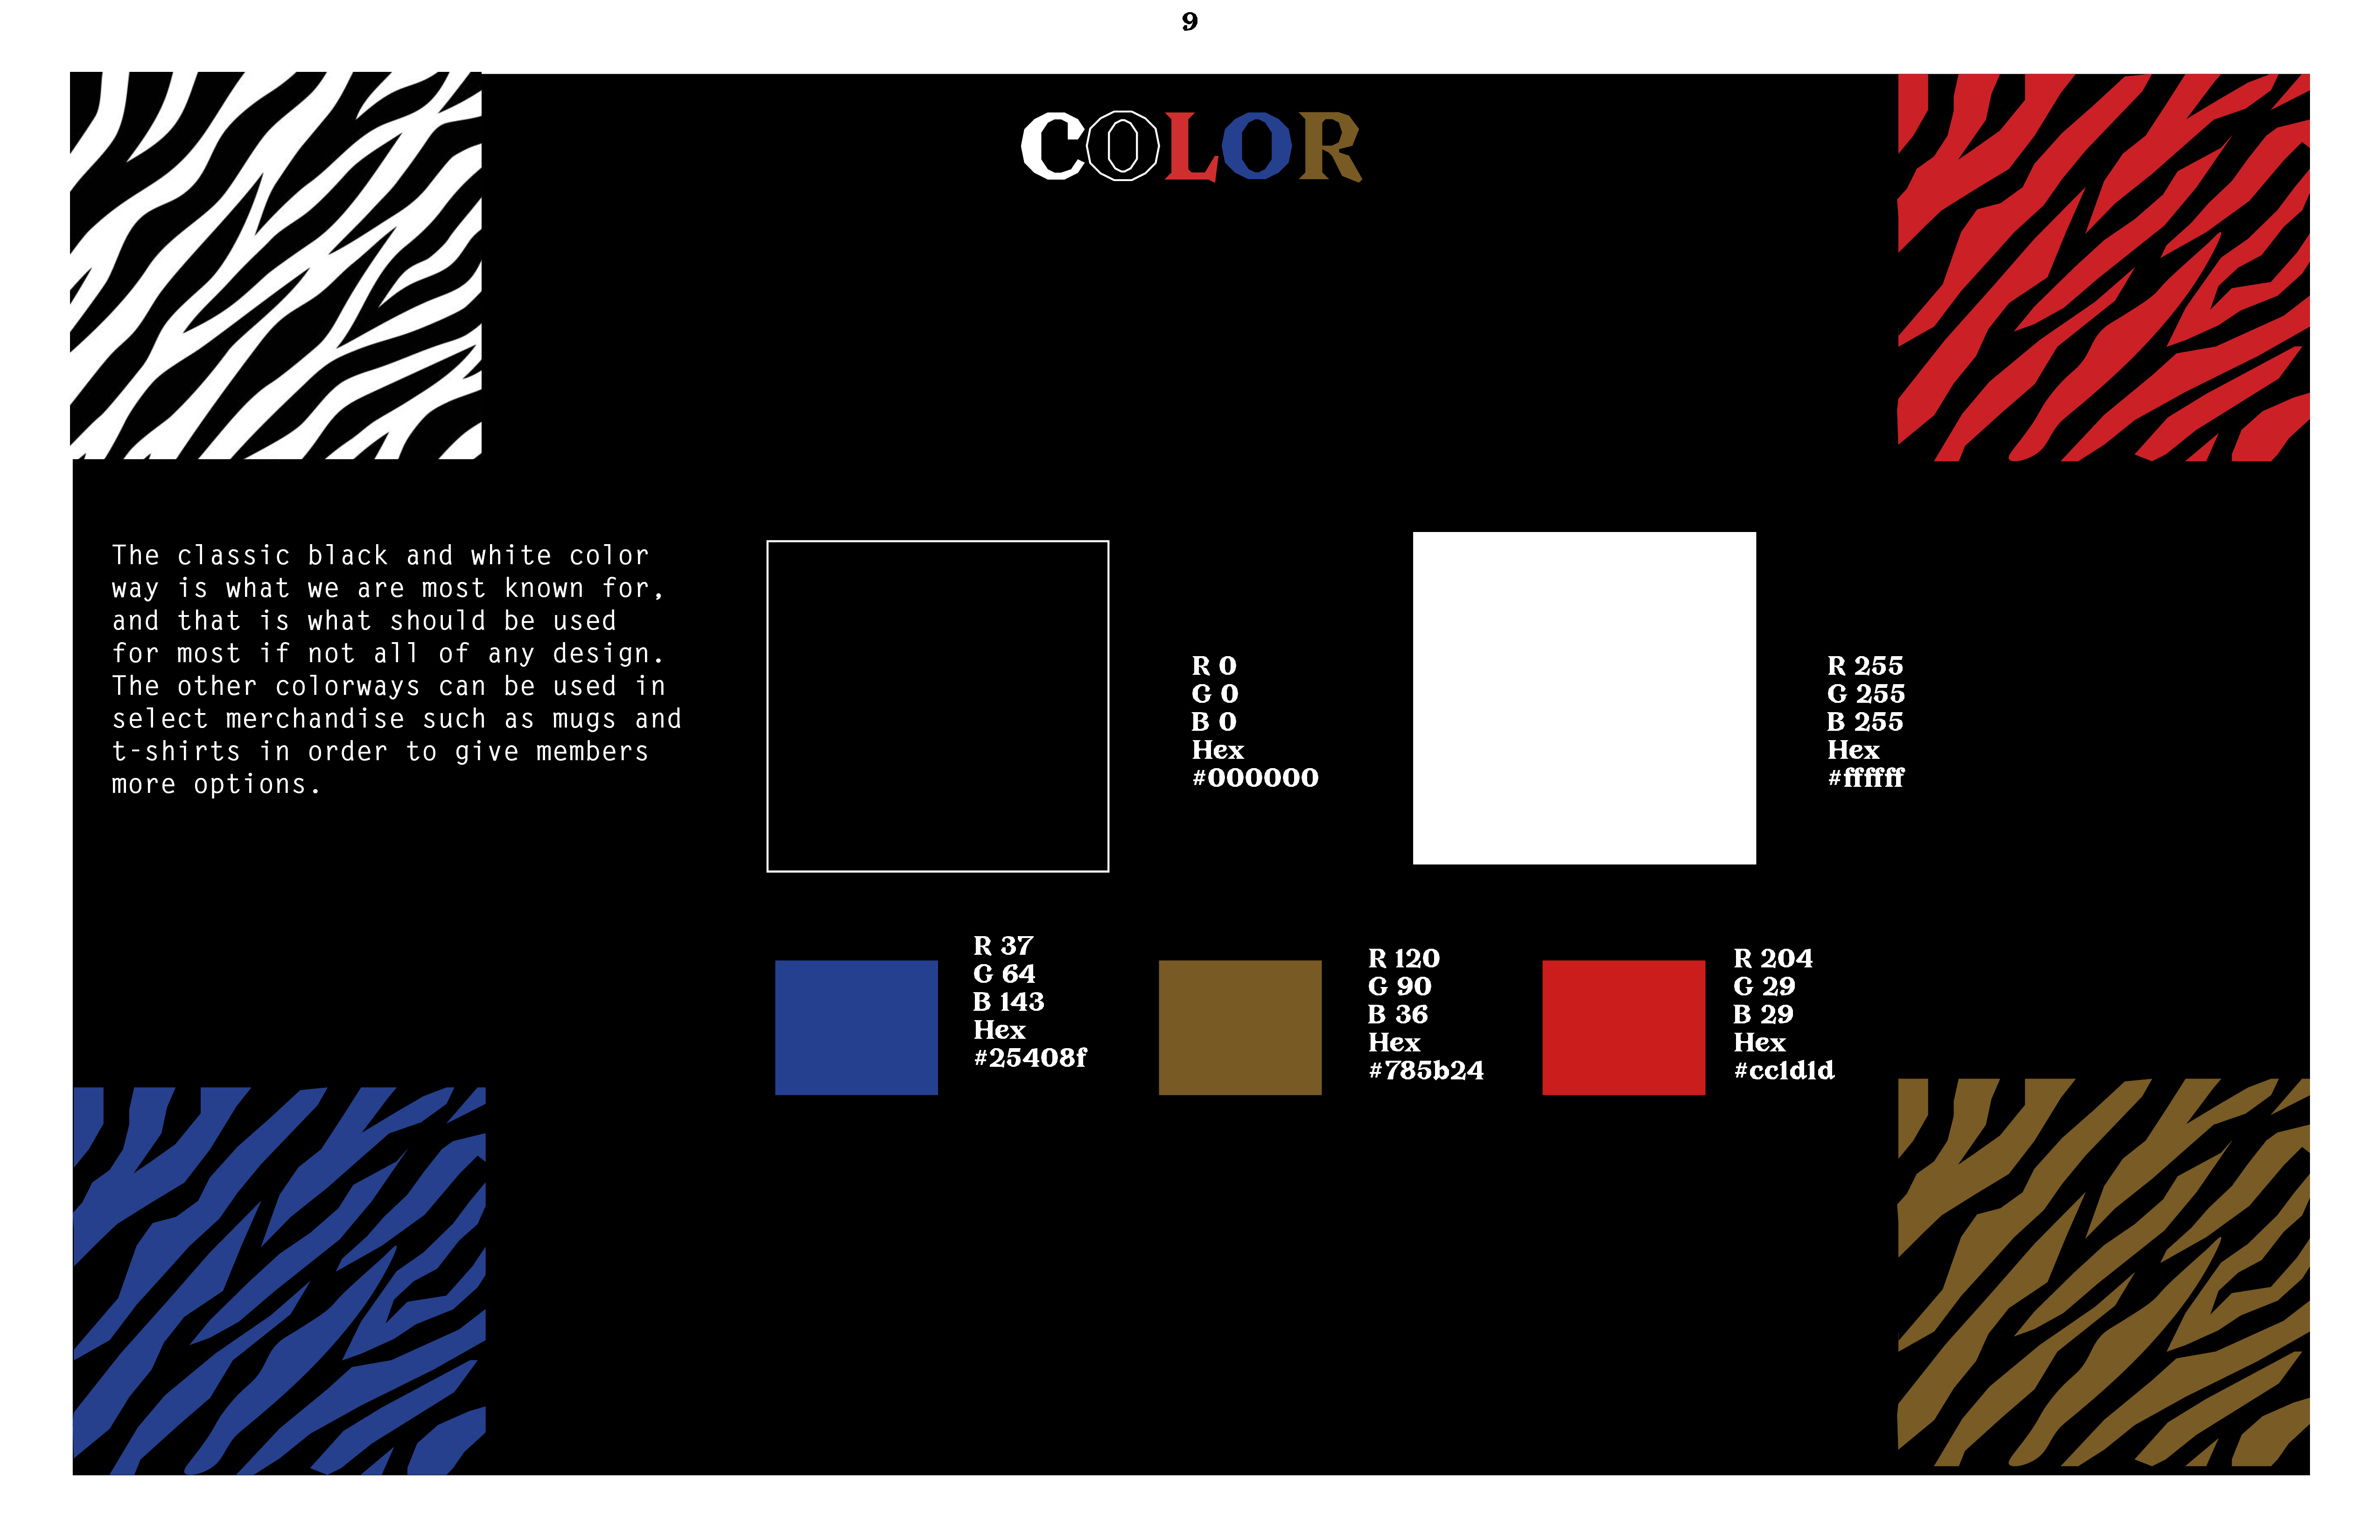 9
COLOR
The classic black and white color
way is what we are most known for,
and that is what should be used
for most if not all of any design.
The other colorways can be used in
select merchandise such as mugs and
t-shirts in order to give members
more options.
R 0
G 0
B 0
Hex
#000000
R 255
G 255
B 255
Hex
#ffffff
R 37
G 64
B 143
Hex
#25408f
R 120
G 90
B 36
Hex
#785b24
R 204
G 29
B 29
Hex
#cc1d1d